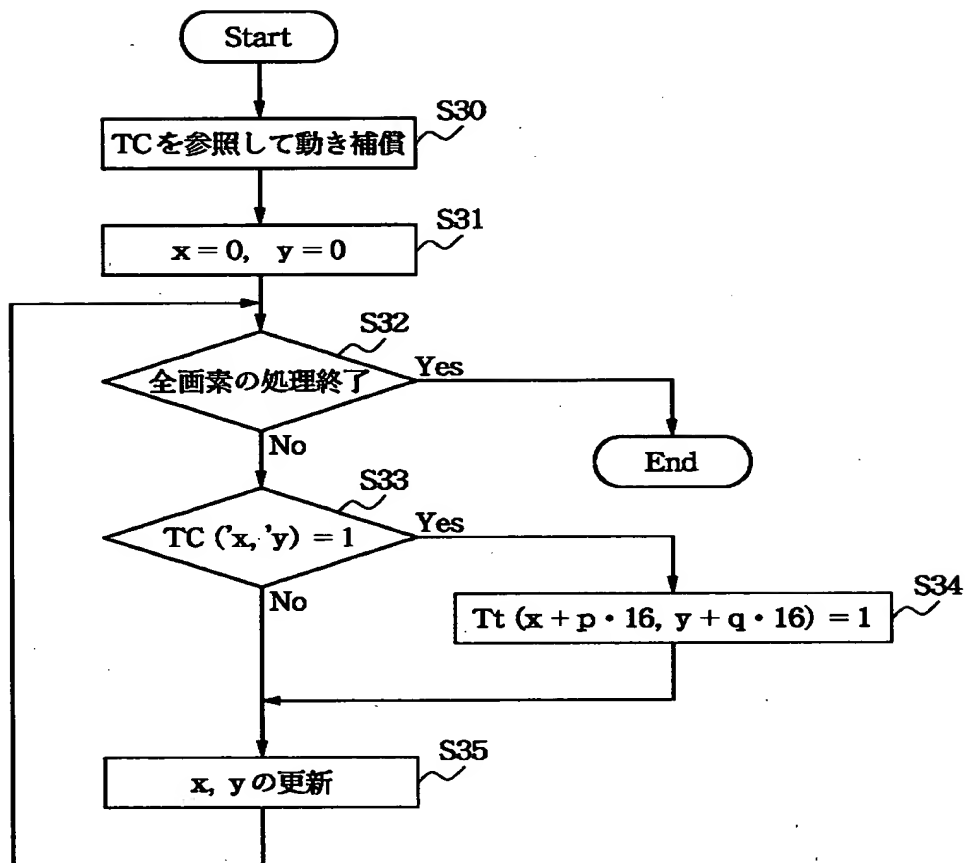 Start
S30
TCを参照して動き補償
S31
x = 0, y = 0
S32
全画素の処理終了
Yes
No
End
S33
TC ('x, 'y) = 1
Yes
No
S34
Tt (x + p・16, y + q・16) = 1
S35
x, yの更新